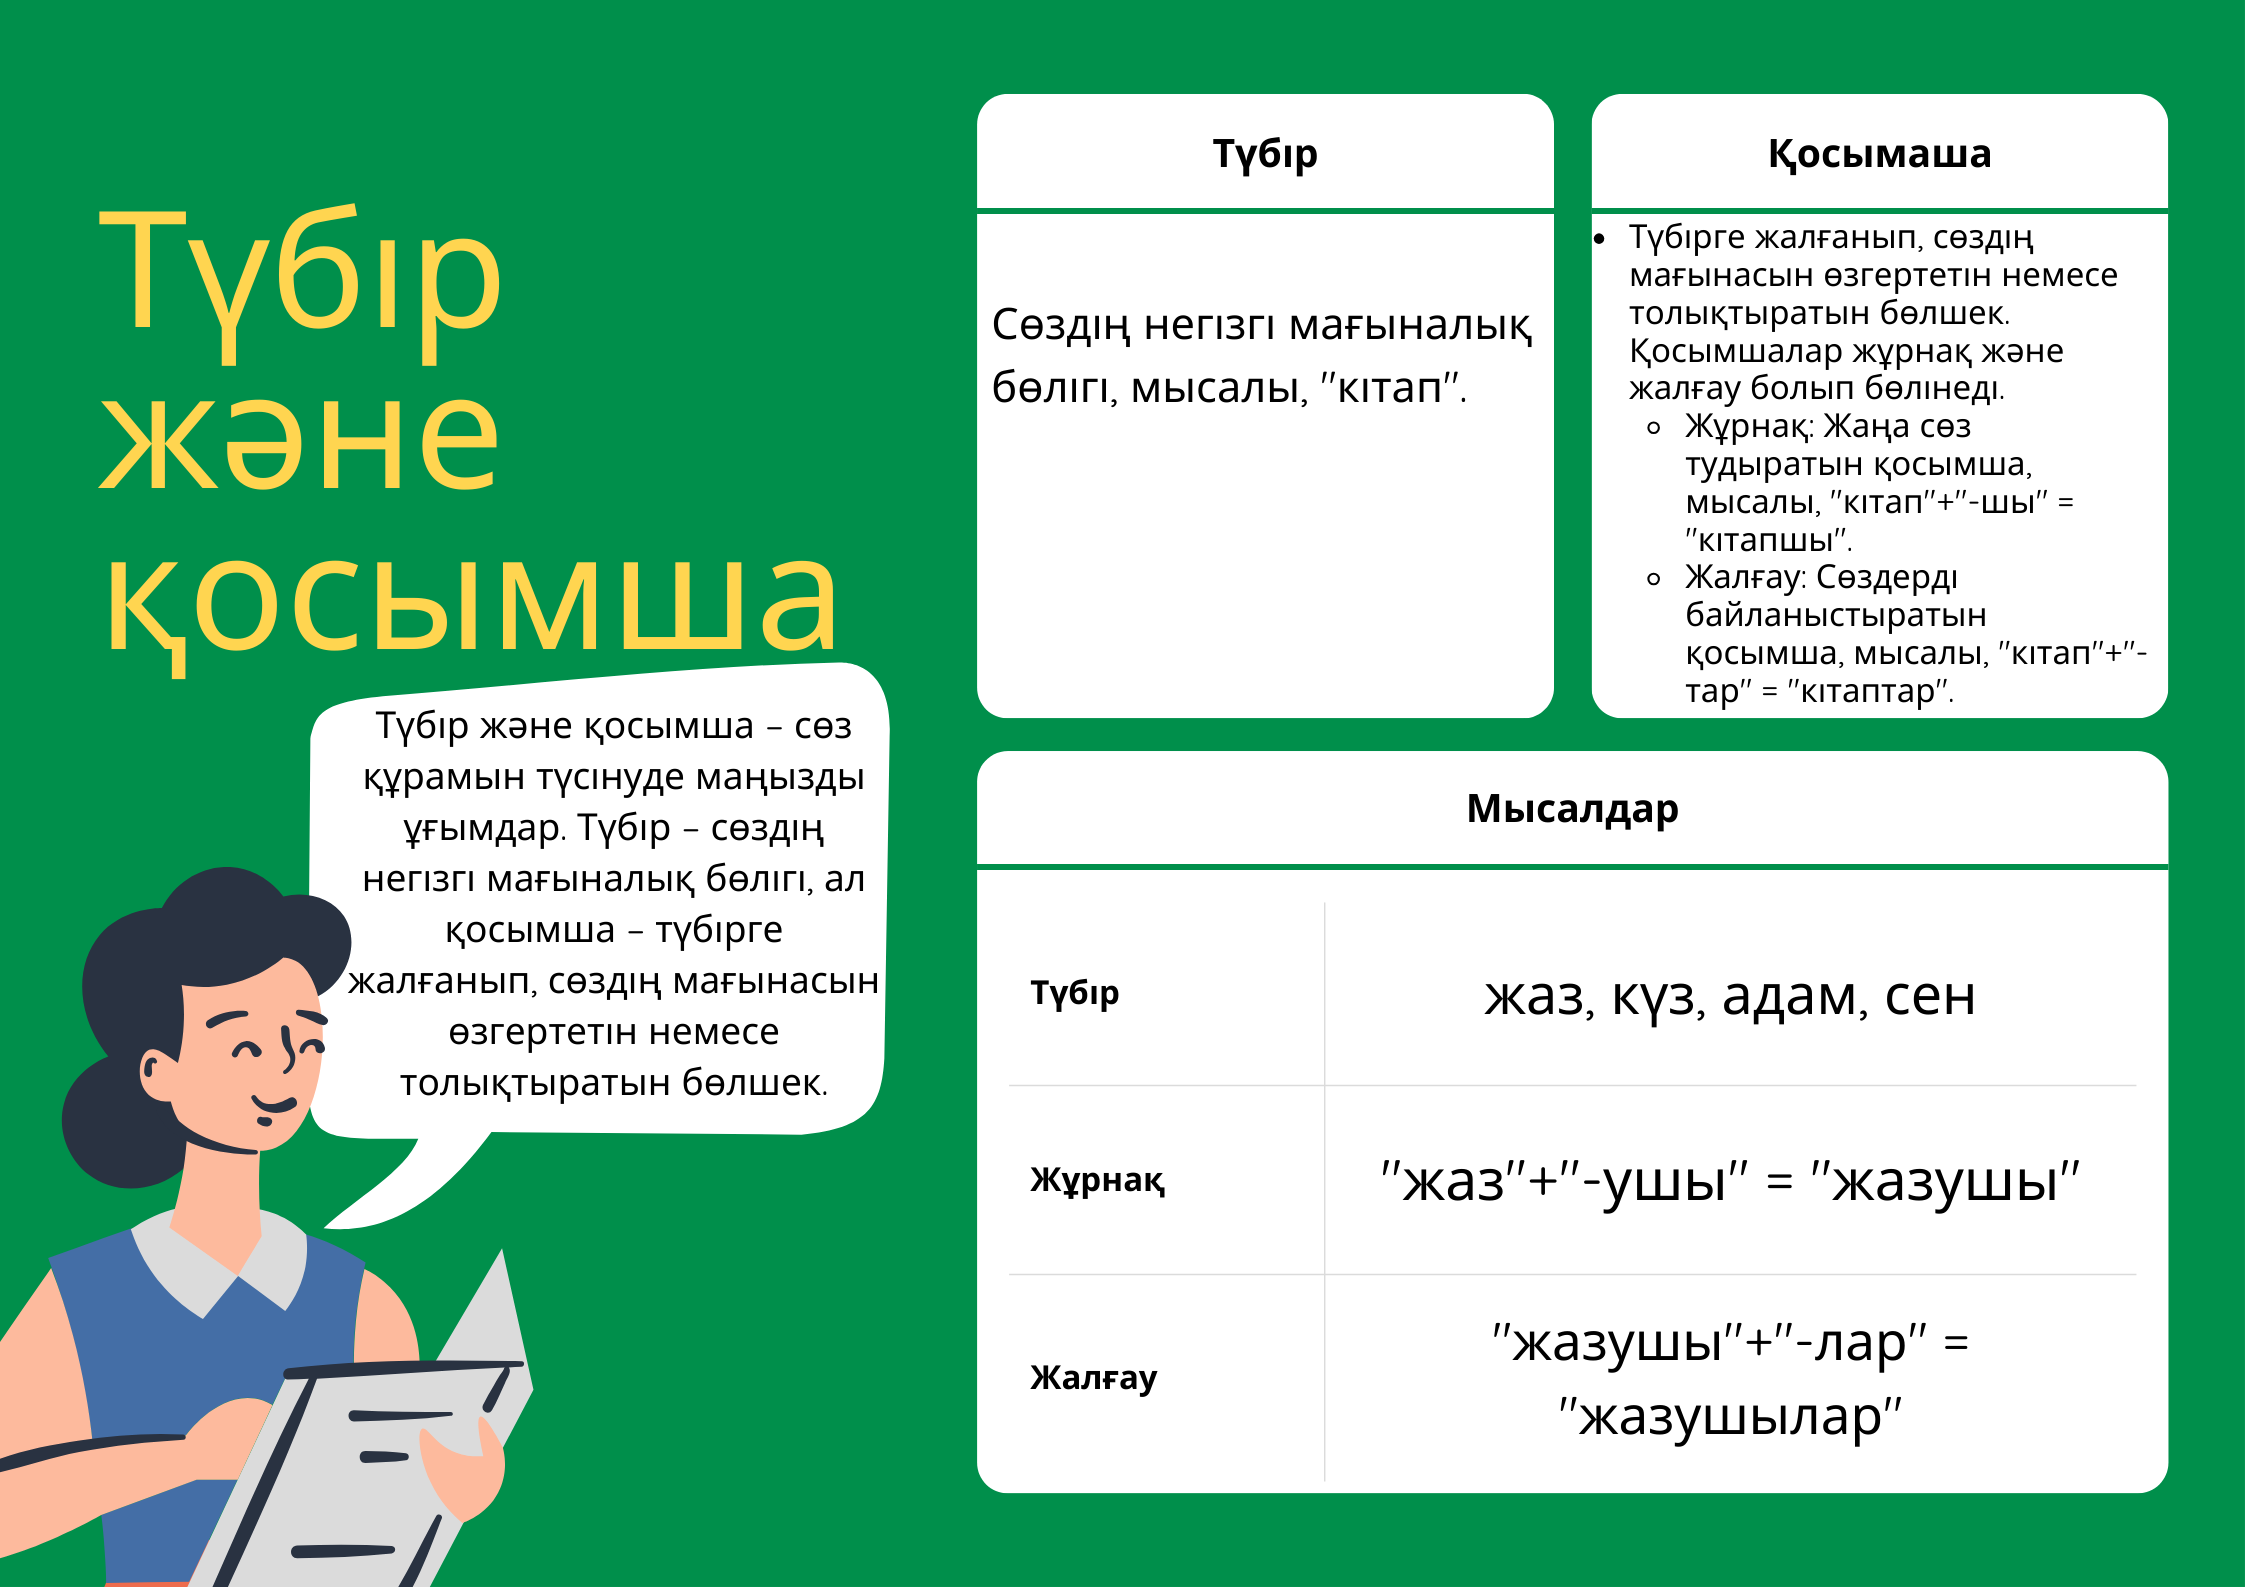 Түбір
және
қосымша
Түбір және қосымша – сөз
құрамын түсінуде маңызды
ұғымдар. Түбір – сөздің
негізгі мағыналық бөлігі, ал
қосымша – түбірге
жалғанып, сөздің мағынасын
өзгертетін немесе
толықтыратын бөлшек.
Түбір
Сөздің негізгі мағыналық
бөлігі, мысалы, "кітап".
Қосымаша
• Түбірге жалғанып, сөздің
мағынасын өзгертетін немесе
толықтыратын бөлшек.
Қосымшалар жұрнақ және
жалғау болып бөлінеді.
◦ Жұрнақ: Жаңа сөз
тудыратын қосымша,
мысалы, "кітап"+"-шы" =
"кітапшы".
◦ Жалғау: Сөздерді
байланыстыратын
қосымша, мысалы, "кітап"+"-
тар" = "кітаптар".
Мысалдар
Түбір
жаз, күз, адам, сен
Жұрнақ
"жаз"+"-ушы" = "жазушы"
Жалғау
"жазушы"+"-лар" =
"жазушылар"